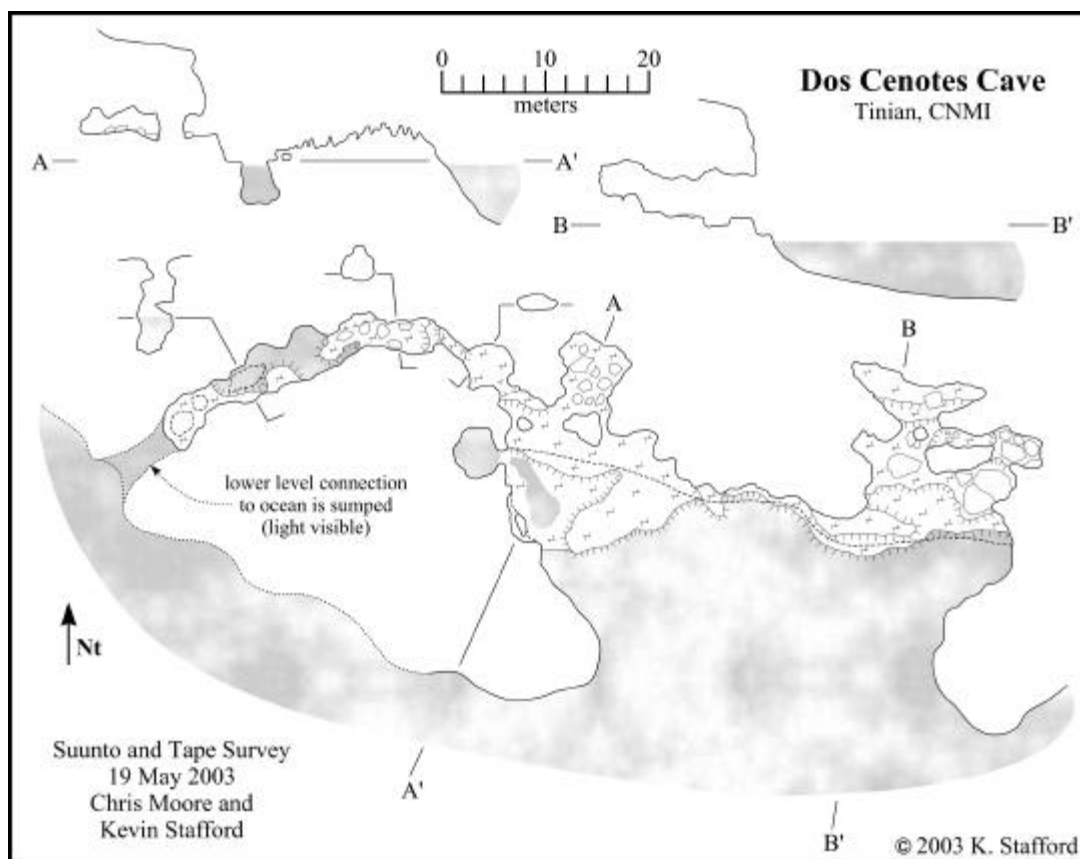 0 10 20
meters
Dos Cenotes Cave
Tinian, CNMI
A A'
B B'
A
B
lower level connection
to ocean is sumped
(light visible)
Nt
Suunto and Tape Survey
19 May 2003
Chris Moore and
Kevin Stafford
A'
B'
© 2003 K. Stafford